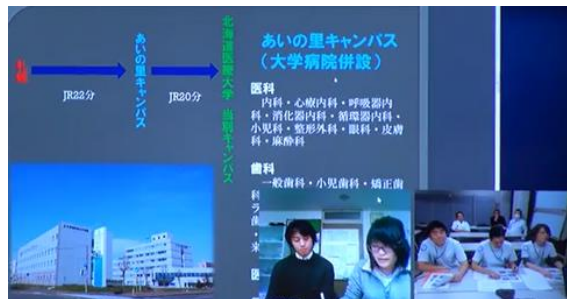 札幌
JR22分
あいの里キャンパス
JR20分
北海道医療大学 当別キャンパス
あいの里キャンパス
(大学病院併設)
医科
内科・心療内科・呼吸器内
科・消化器内科・循環器内科・
小児科・整形外科・眼科・皮膚
科・麻酔科
歯科
一般歯科・小児歯科・矯正歯
科